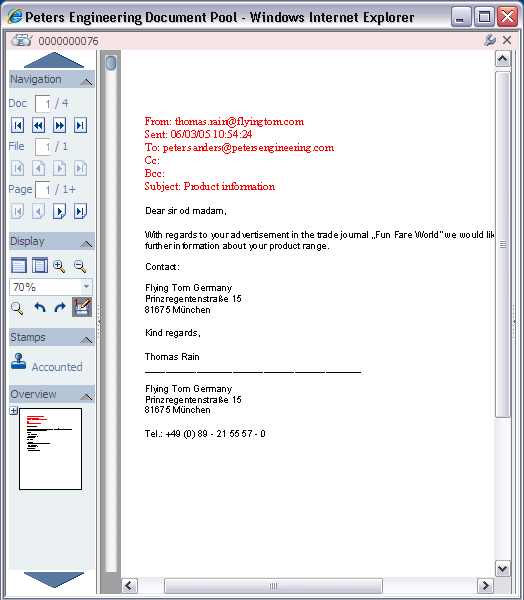 Peters Engineering Document Pool - Windows Internet Explorer
0000000076
Navigation
Doc 1 / 4
File 1 / 1
Page 1 / 1+
Display
70%
Stamps
Accounted
Overview
From: thomas.rain@flyingtom.com
Sent: 06/03/05 10:54:24
To: peter.sanders@petersengineering.com
Cc:
Bcc:
Subject: Product information
Dear sir od madam,
With regards to your advertisement in the trade journal „Fun Fare World" we would lik
further information about your product range.
Contact:
Flying Tom Germany
Prinzregentenstraße 15
81675 München
Kind regards,
Thomas Rain
Flying Tom Germany
Prinzregentenstraße 15
81675 München
Tel.: +49 (0) 89 - 21 55 57 - 0